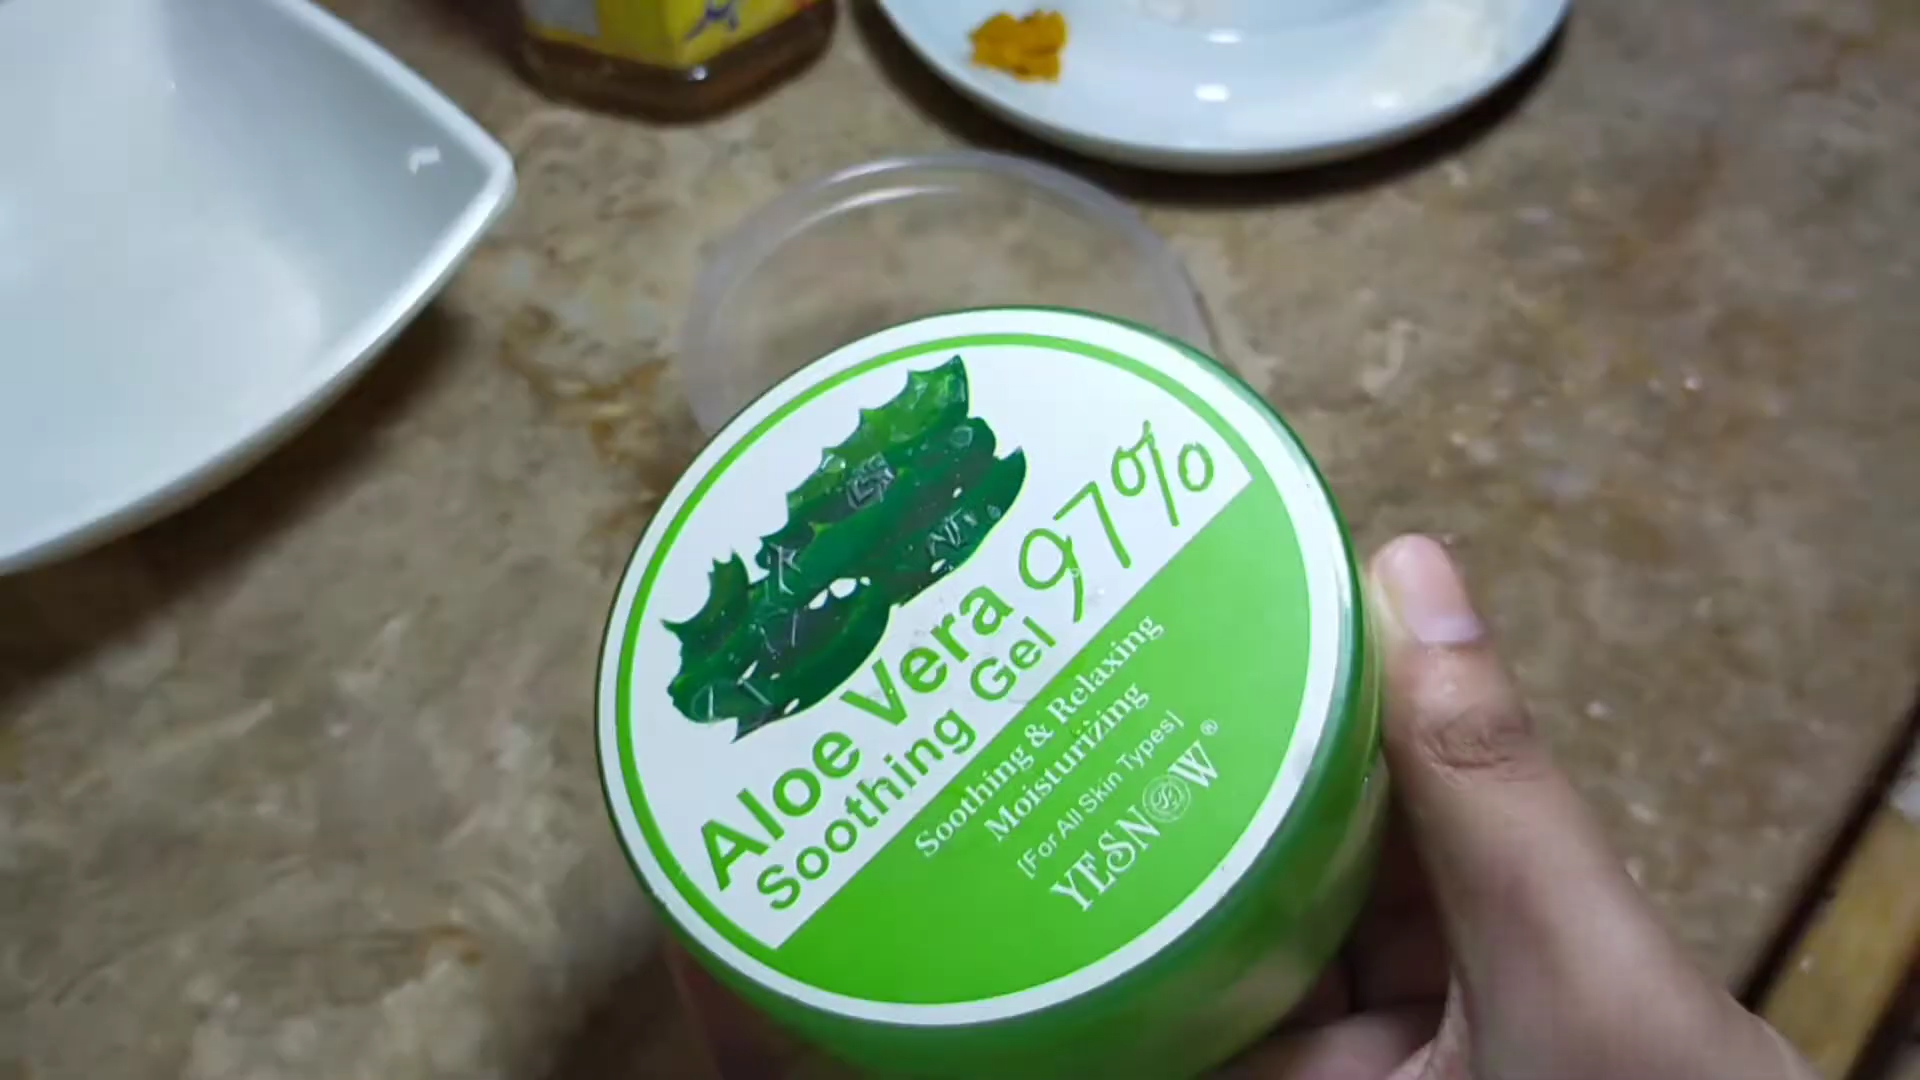 Aloe Vera 97%
Soothing Gel
Soothing & Relaxing
Moisturizing
[For All Skin Types]
YESNOW®